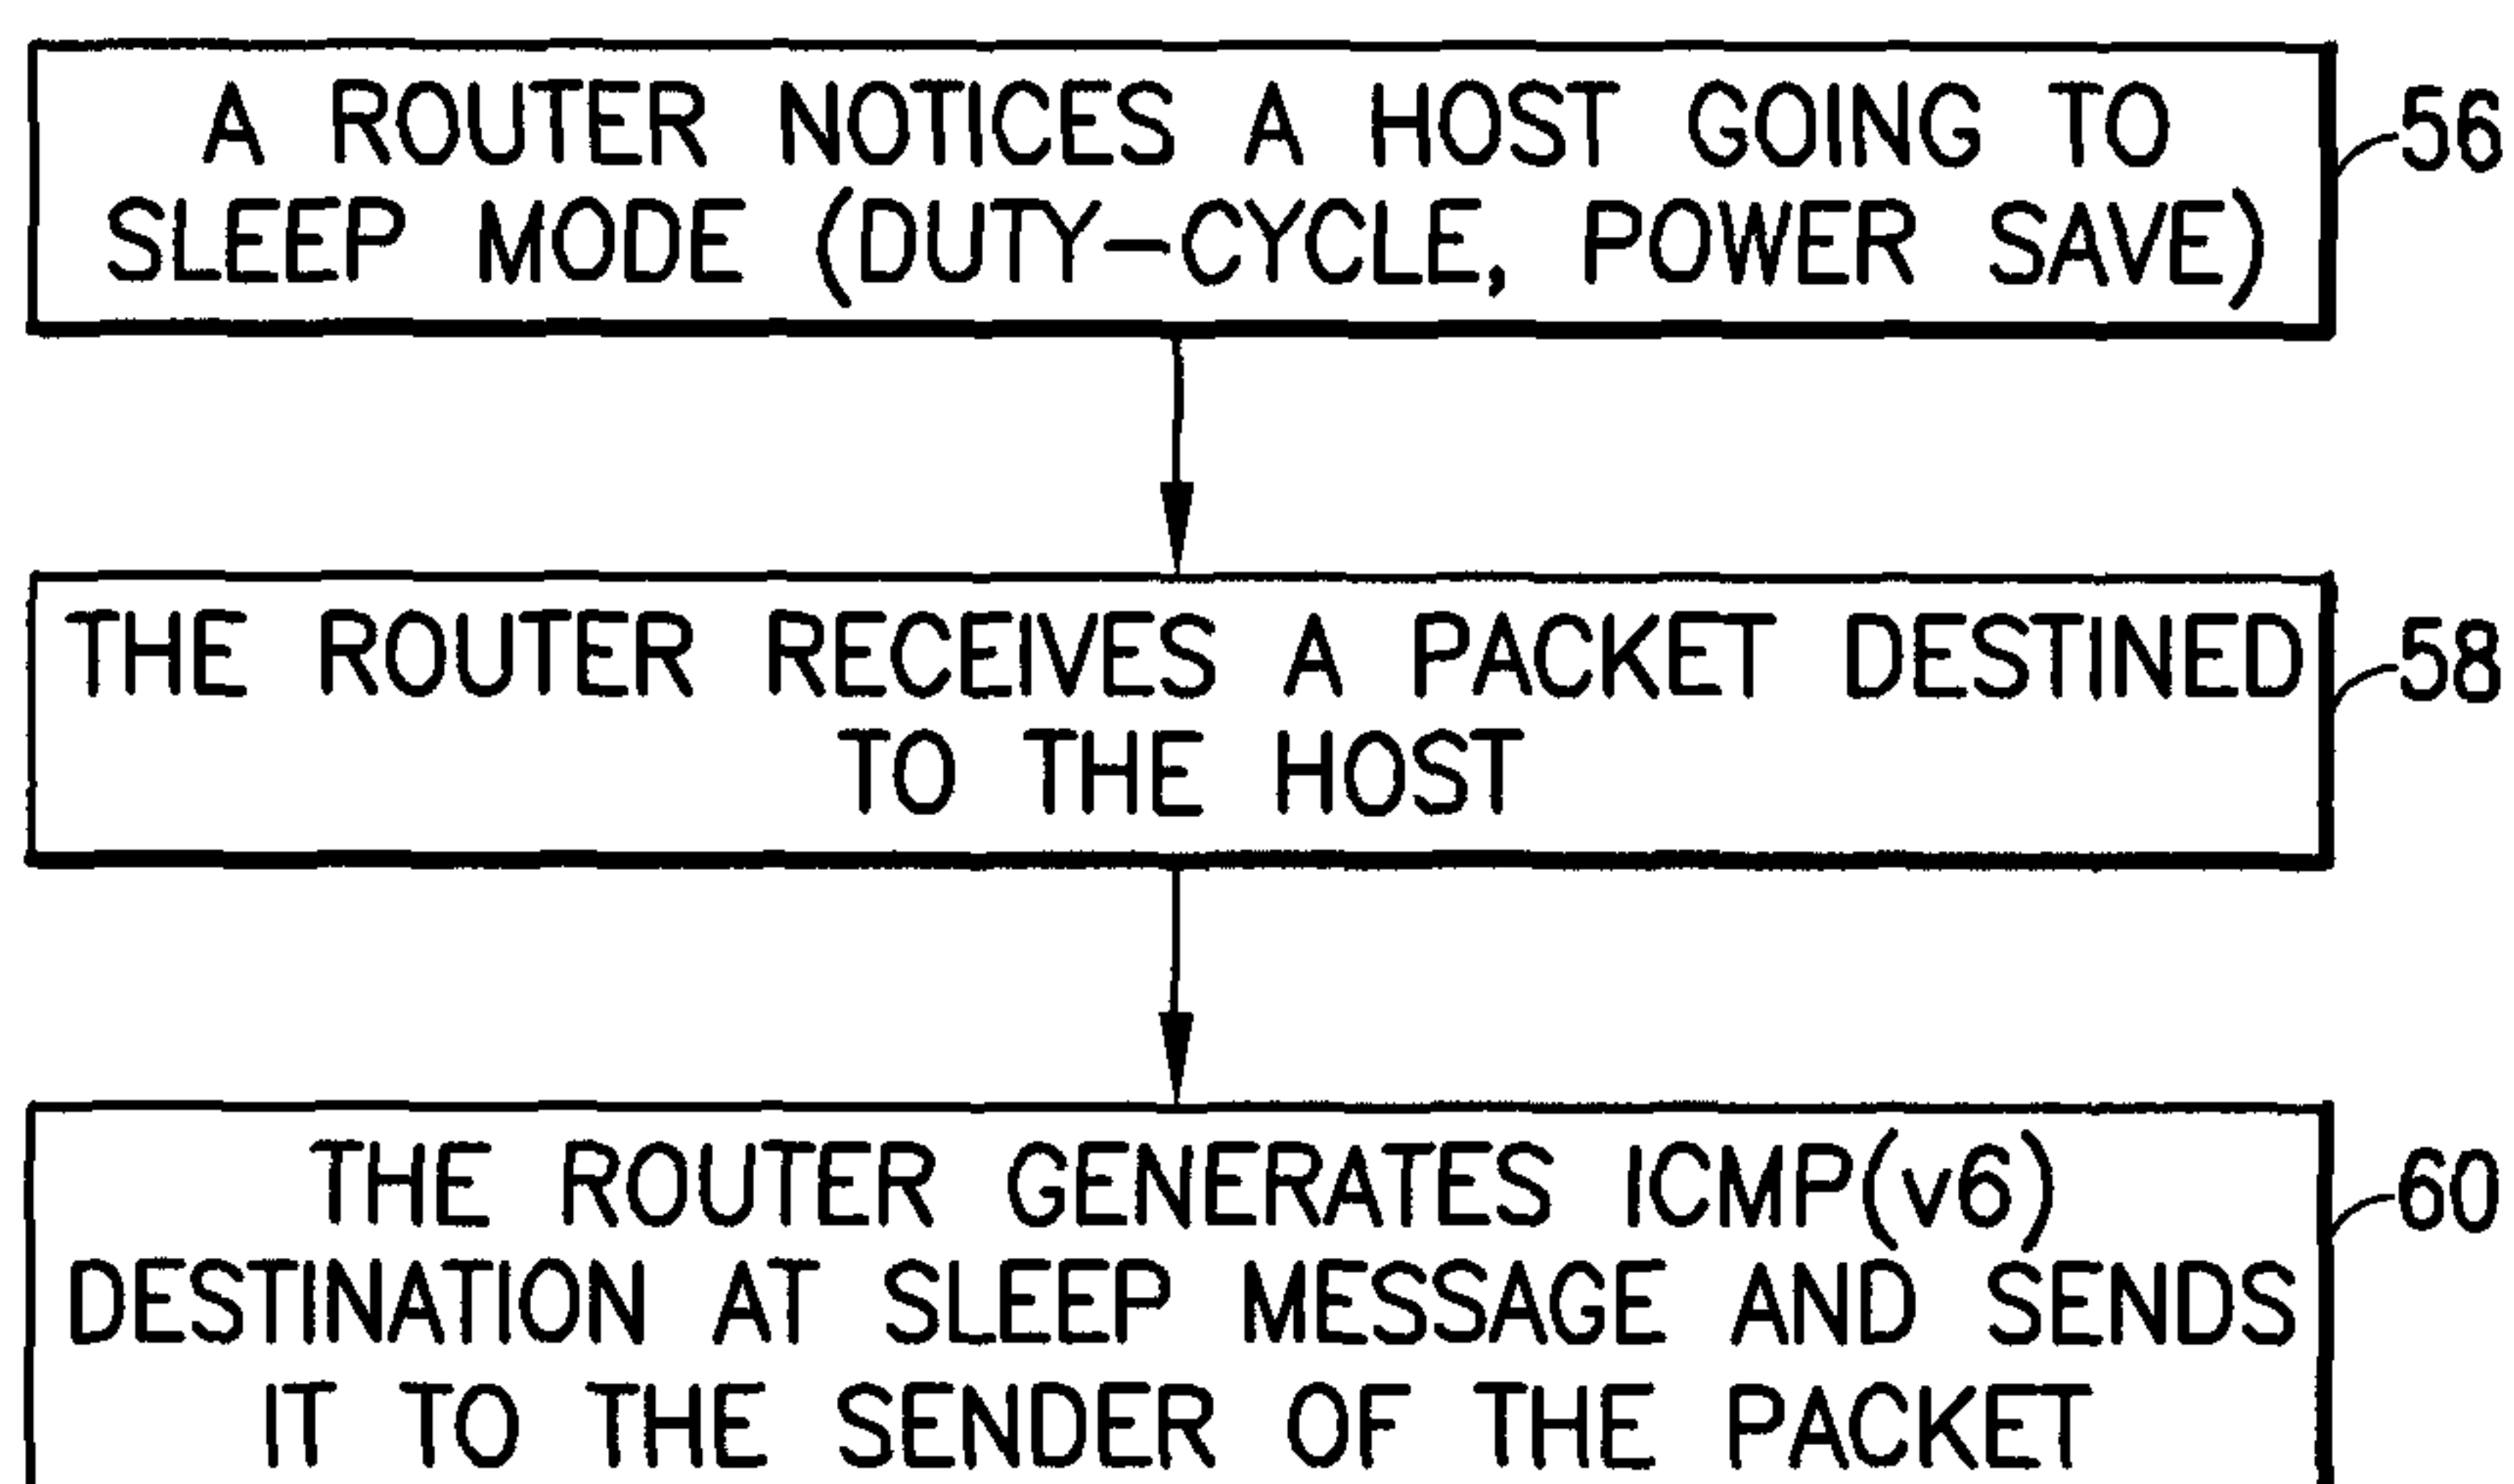 A ROUTER NOTICES A HOST GOING TO
SLEEP MODE (DUTY-CYCLE, POWER SAVE)
56
THE ROUTER RECEIVES A PACKET DESTINED
TO THE HOST
58
THE ROUTER GENERATES ICMP(v6)
DESTINATION AT SLEEP MESSAGE AND SENDS
IT TO THE SENDER OF THE PACKET
60